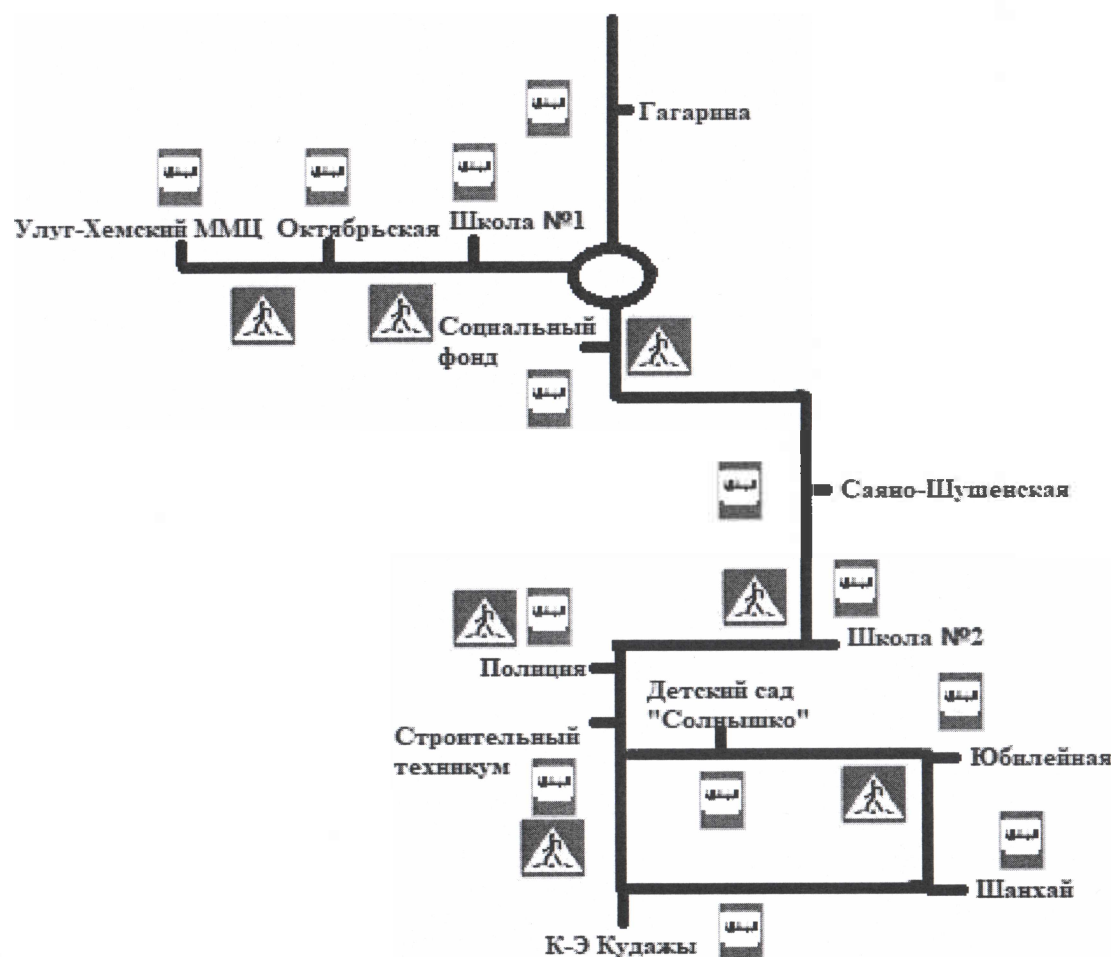 Гагарина
Улуг-Хемский ММЦ
Октябрьская
Школа №1
Социальный
фонд
Саяно-Шушенская
Школа №2
Полиция
Детский сад
"Солнышко"
Строительный
техникум
Юбилейная
Шанхай
К-Э Кудажы